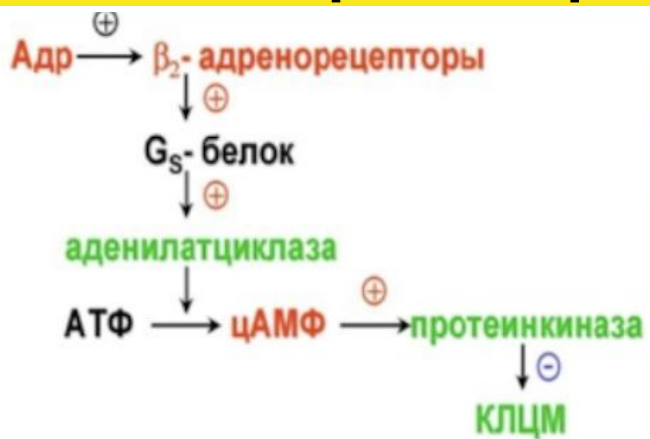 ⊕
Адр → β₂- адренорецепторы
↓ ⊕
Gₛ- белок
↓ ⊕
аденилатциклаза
↓ ⊕
АТФ → цАМФ → протеинкиназа
↓ ⊖
КЛЦМ